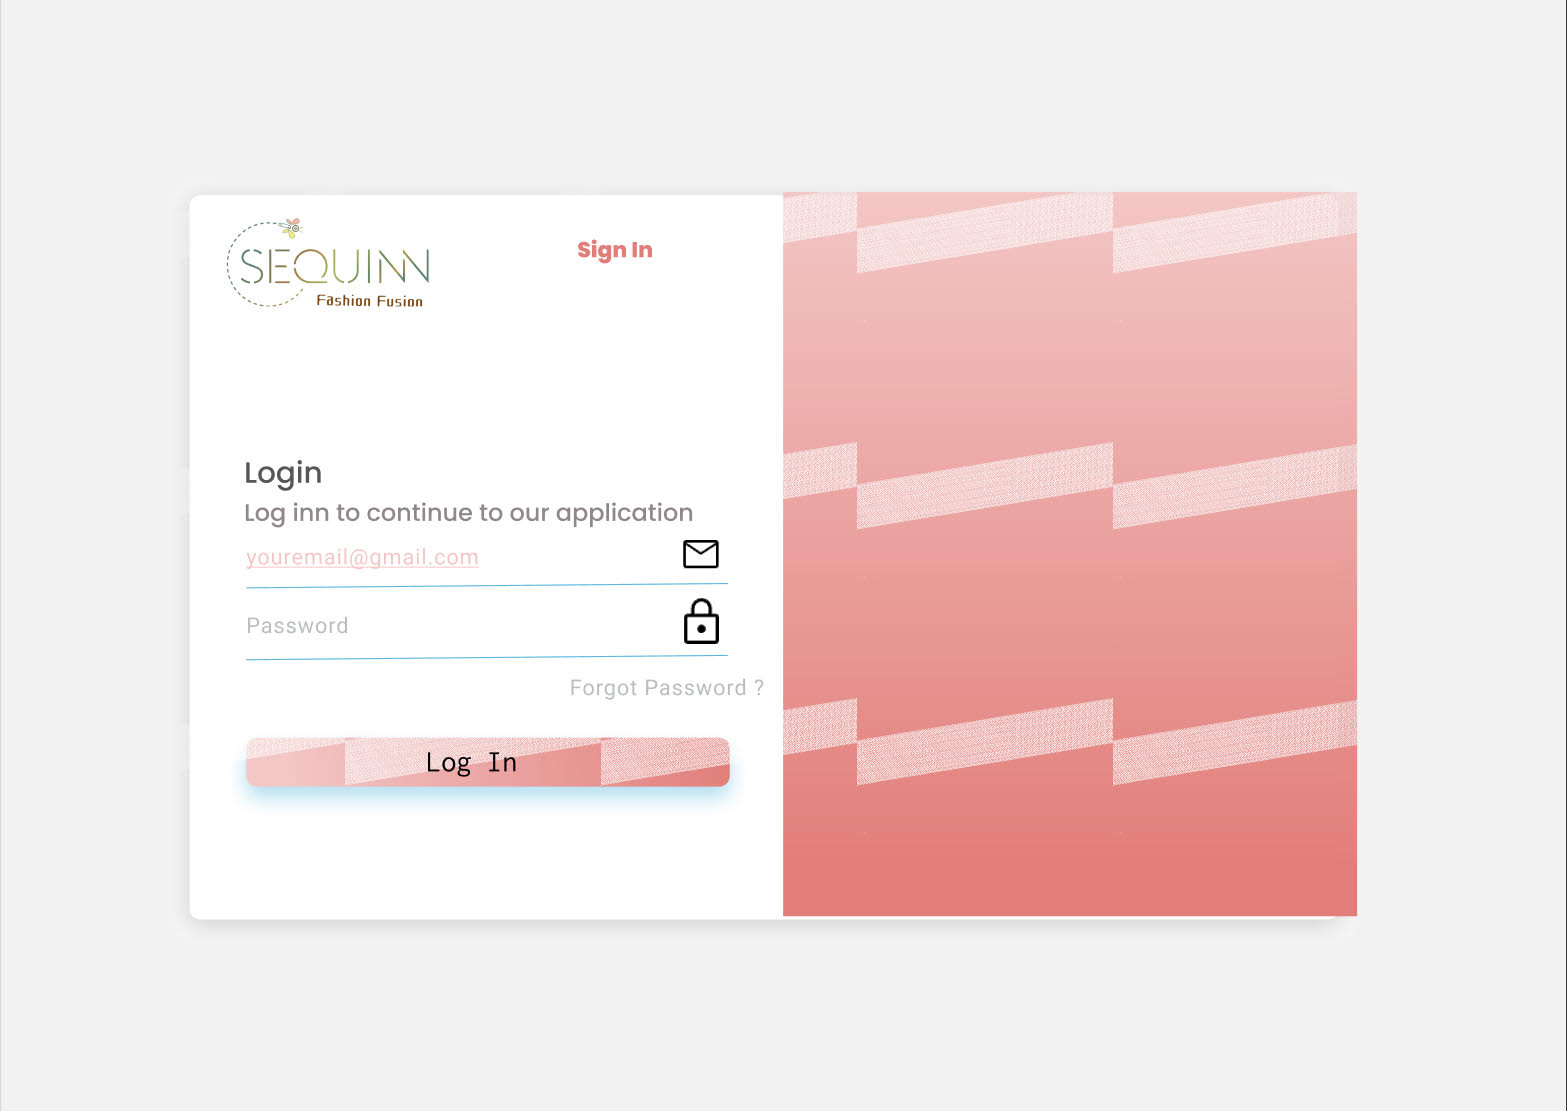 SEQUINN
Fashion Fusion
Sign In
Login
Log inn to continue to our application
youremail@gmail.com
Password
Forgot Password ?
Log In